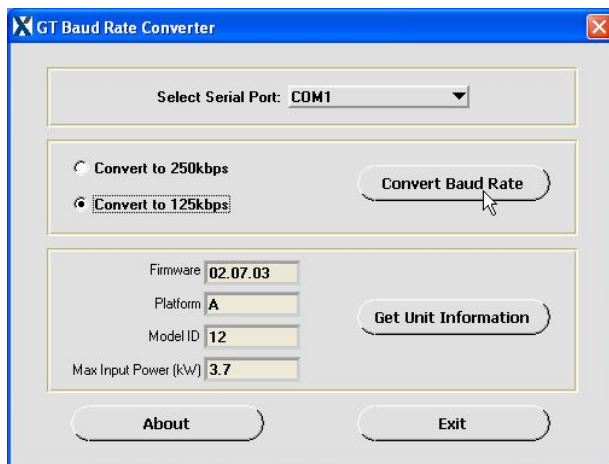 GT Baud Rate Converter
Select Serial Port: COM1
Convert to 250kbps
Convert to 125kbps
Convert Baud Rate
Firmware 02.07.03
Platform A
Model ID 12
Max Input Power (kW) 3.7
Get Unit Information
About
Exit